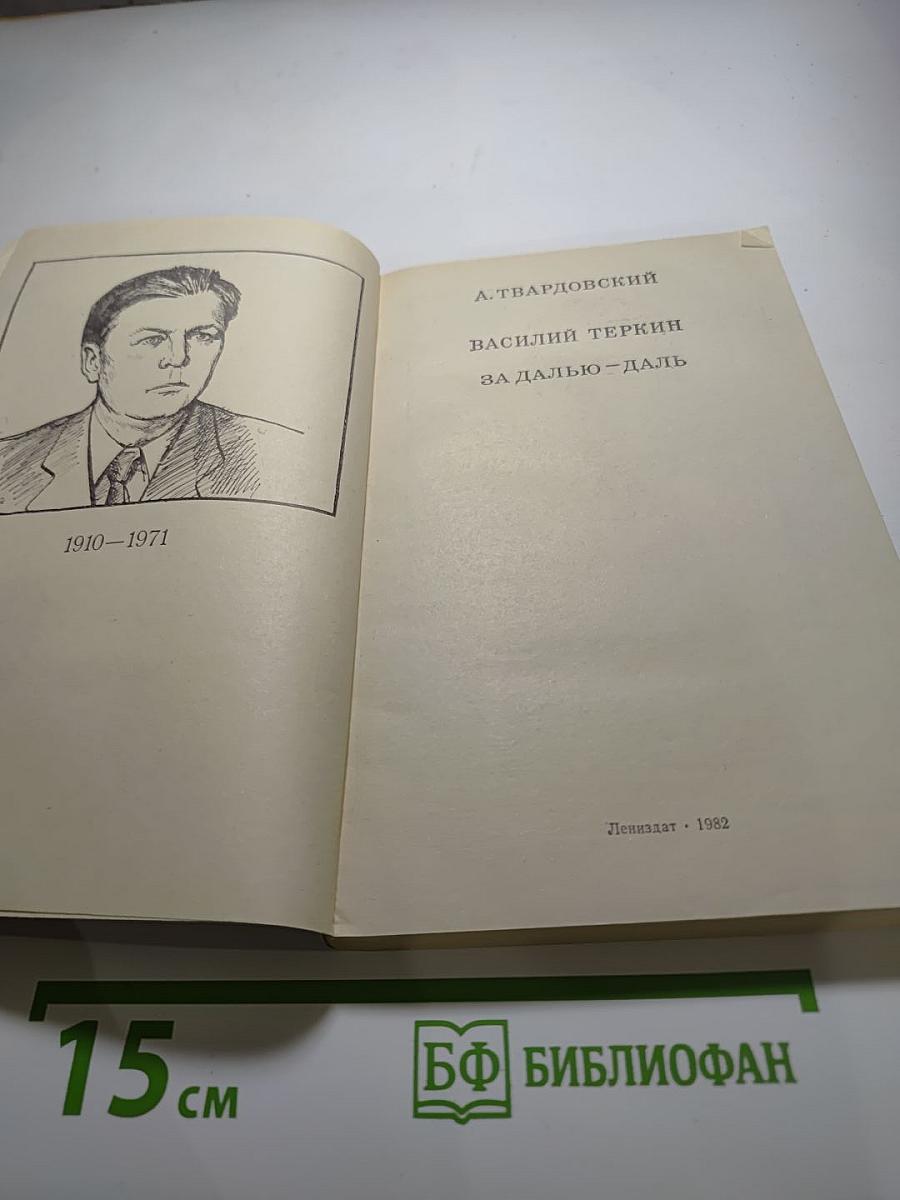 1910—1971
А. ТВАРДОВСКИЙ
ВАСИЛИЙ ТЕРКИН
ЗА ДАЛЬЮ—ДАЛЬ
Лениздат • 1982
15 см
БФ БИБЛИОФАН